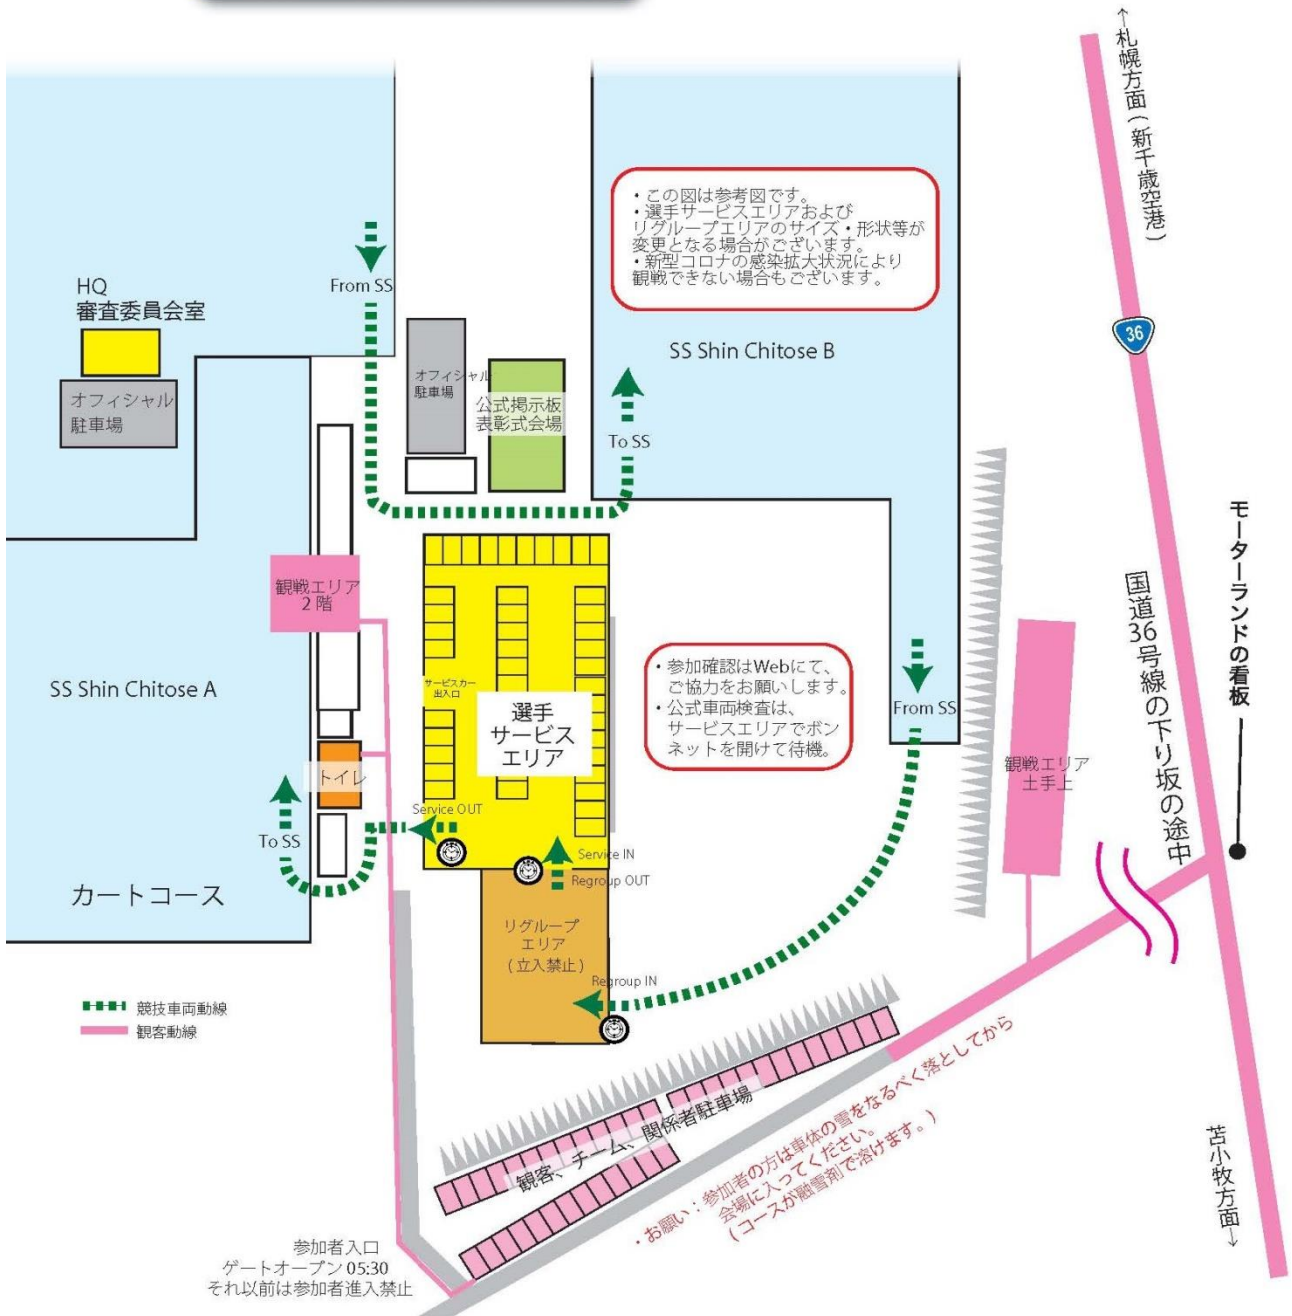 ←札幌方面(新千歳空港)
・この図は参考図です。
・選手サービスエリアおよび
リグループエリアのサイズ・形状等が
変更となる場合がございます。
・新型コロナの感染拡大状況により
観戦できない場合もございます。
From SS
HQ
審査委員会室
36
SS Shin Chitose B
オフィシャル
駐車場
オフィシャル
駐車場
公式掲示板
表彰式会場
To SS
モーターランドの看板
国道36号線の下り坂の途中
観戦エリア
2階
・参加確認はWebにて、
ご協力をお願いします。
・公式車両検査は、
サービスエリアでボン
ネットを開けて待機。
SS Shin Chitose A
サービスカー
出入口
選手
サービス
エリア
From SS
観戦エリア
土手上
トイレ
Service OUT
To SS
Service IN
Regroup OUT
カートコース
リグループ
エリア
(立入禁止)
Regroup IN
競技車両動線
観客動線
観客、チーム、関係者駐車場
・お願い:参加者の方は車体の雪をなるべく落としてから
会場に入ってください。
(コースが融雪剤で溶けます。)
苫小牧方面→
参加者入口
ゲートオープン 05:30
それ以前は参加者進入禁止